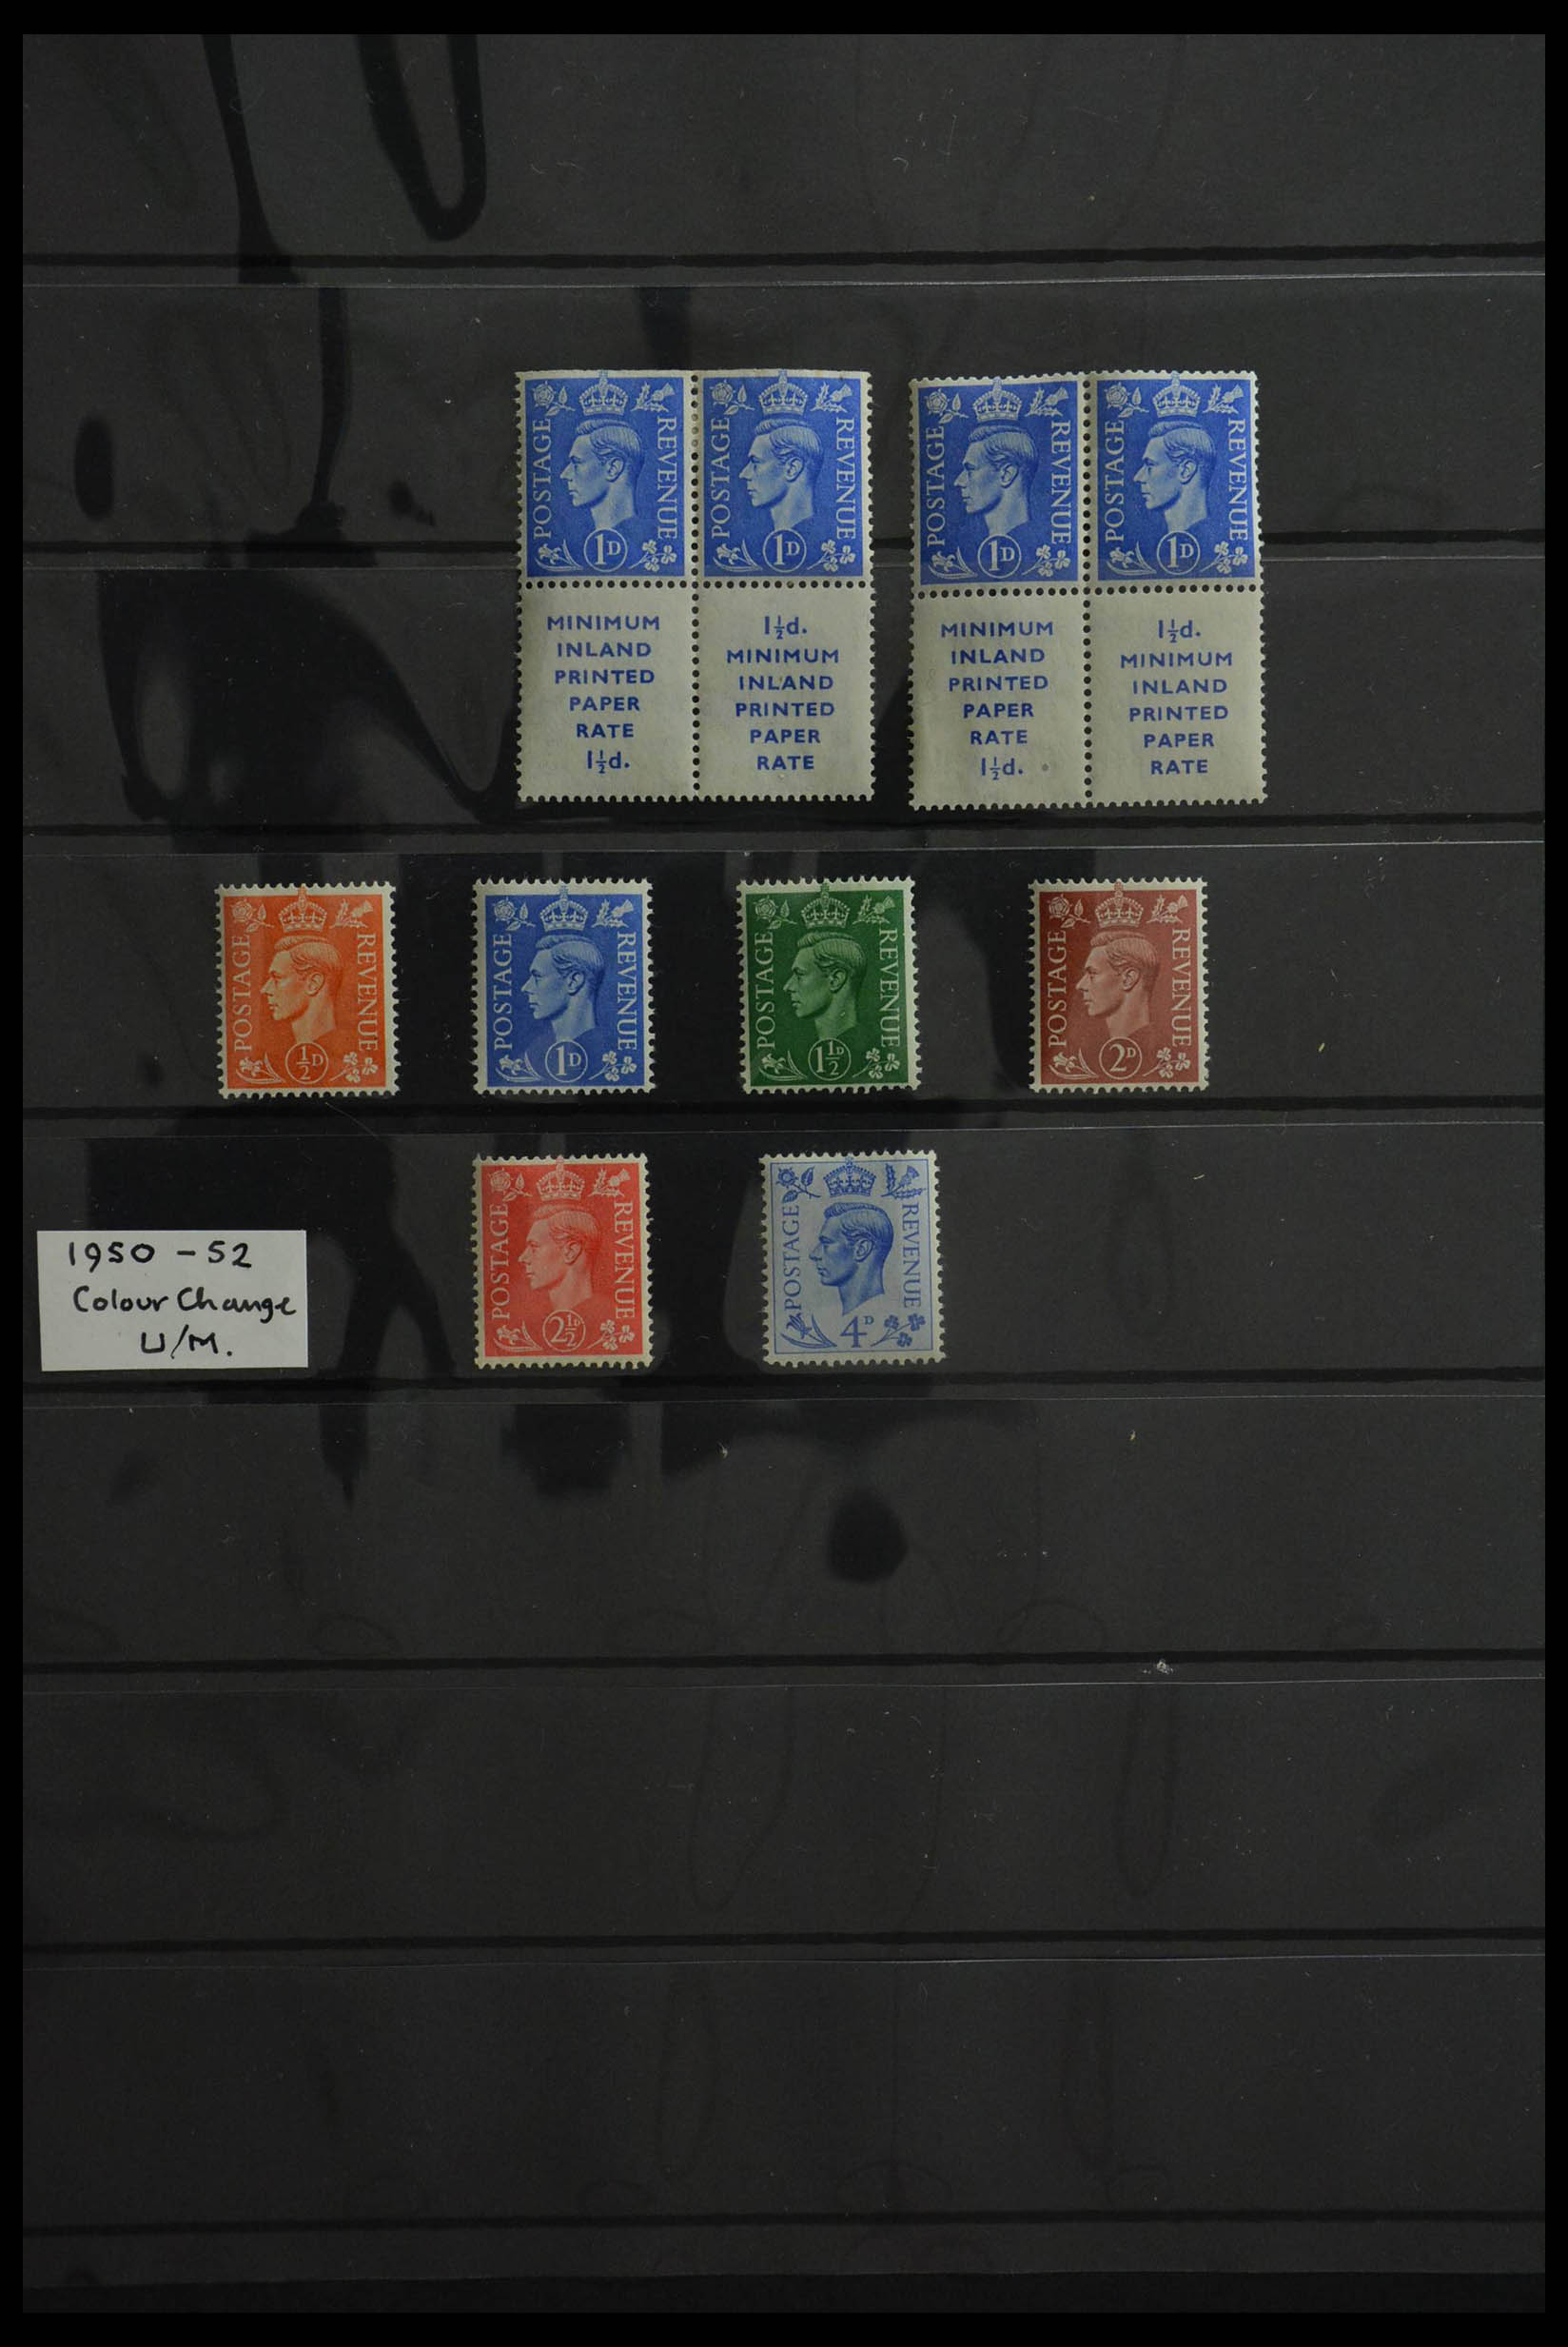 POSTAGE REVENUE 1D
POSTAGE REVENUE 1D
POSTAGE REVENUE 1D
POSTAGE REVENUE 1D
MINIMUM
INLAND
PRINTED
PAPER
RATE
1½d.
1½d.
MINIMUM
INLAND
PRINTED
PAPER
RATE
MINIMUM
INLAND
PRINTED
PAPER
RATE
1½d.
1½d.
MINIMUM
INLAND
PRINTED
PAPER
RATE
POSTAGE REVENUE ½D
POSTAGE REVENUE 1D
POSTAGE REVENUE 1½D
POSTAGE REVENUE 2D
1950 - 52
Colour Change
U/M.
POSTAGE REVENUE 2½D
POSTAGE REVENUE 4D